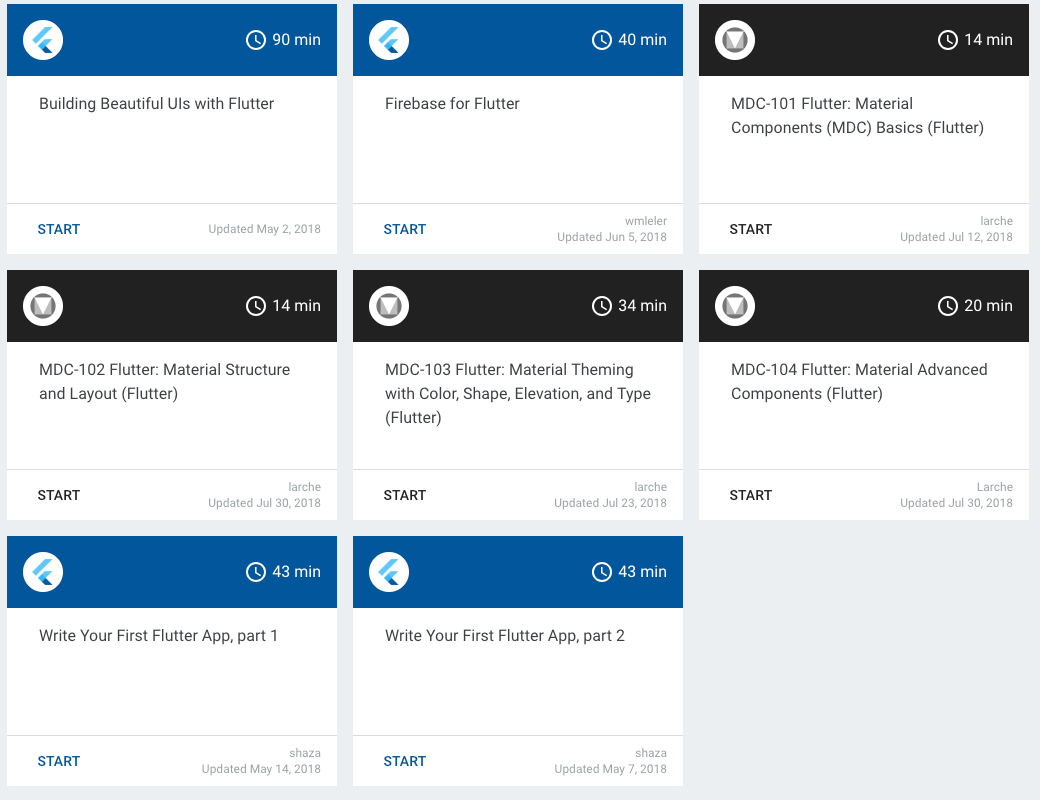 90 min
Building Beautiful UIs with Flutter
START
Updated May 2, 2018
40 min
Firebase for Flutter
START
wmleler
Updated Jun 5, 2018
14 min
MDC-101 Flutter: Material
Components (MDC) Basics (Flutter)
START
larche
Updated Jul 12, 2018
14 min
MDC-102 Flutter: Material Structure
and Layout (Flutter)
START
larche
Updated Jul 30, 2018
34 min
MDC-103 Flutter: Material Theming
with Color, Shape, Elevation, and Type
(Flutter)
START
larche
Updated Jul 23, 2018
20 min
MDC-104 Flutter: Material Advanced
Components (Flutter)
START
Larche
Updated Jul 30, 2018
43 min
Write Your First Flutter App, part 1
START
shaza
Updated May 14, 2018
43 min
Write Your First Flutter App, part 2
START
shaza
Updated May 7, 2018